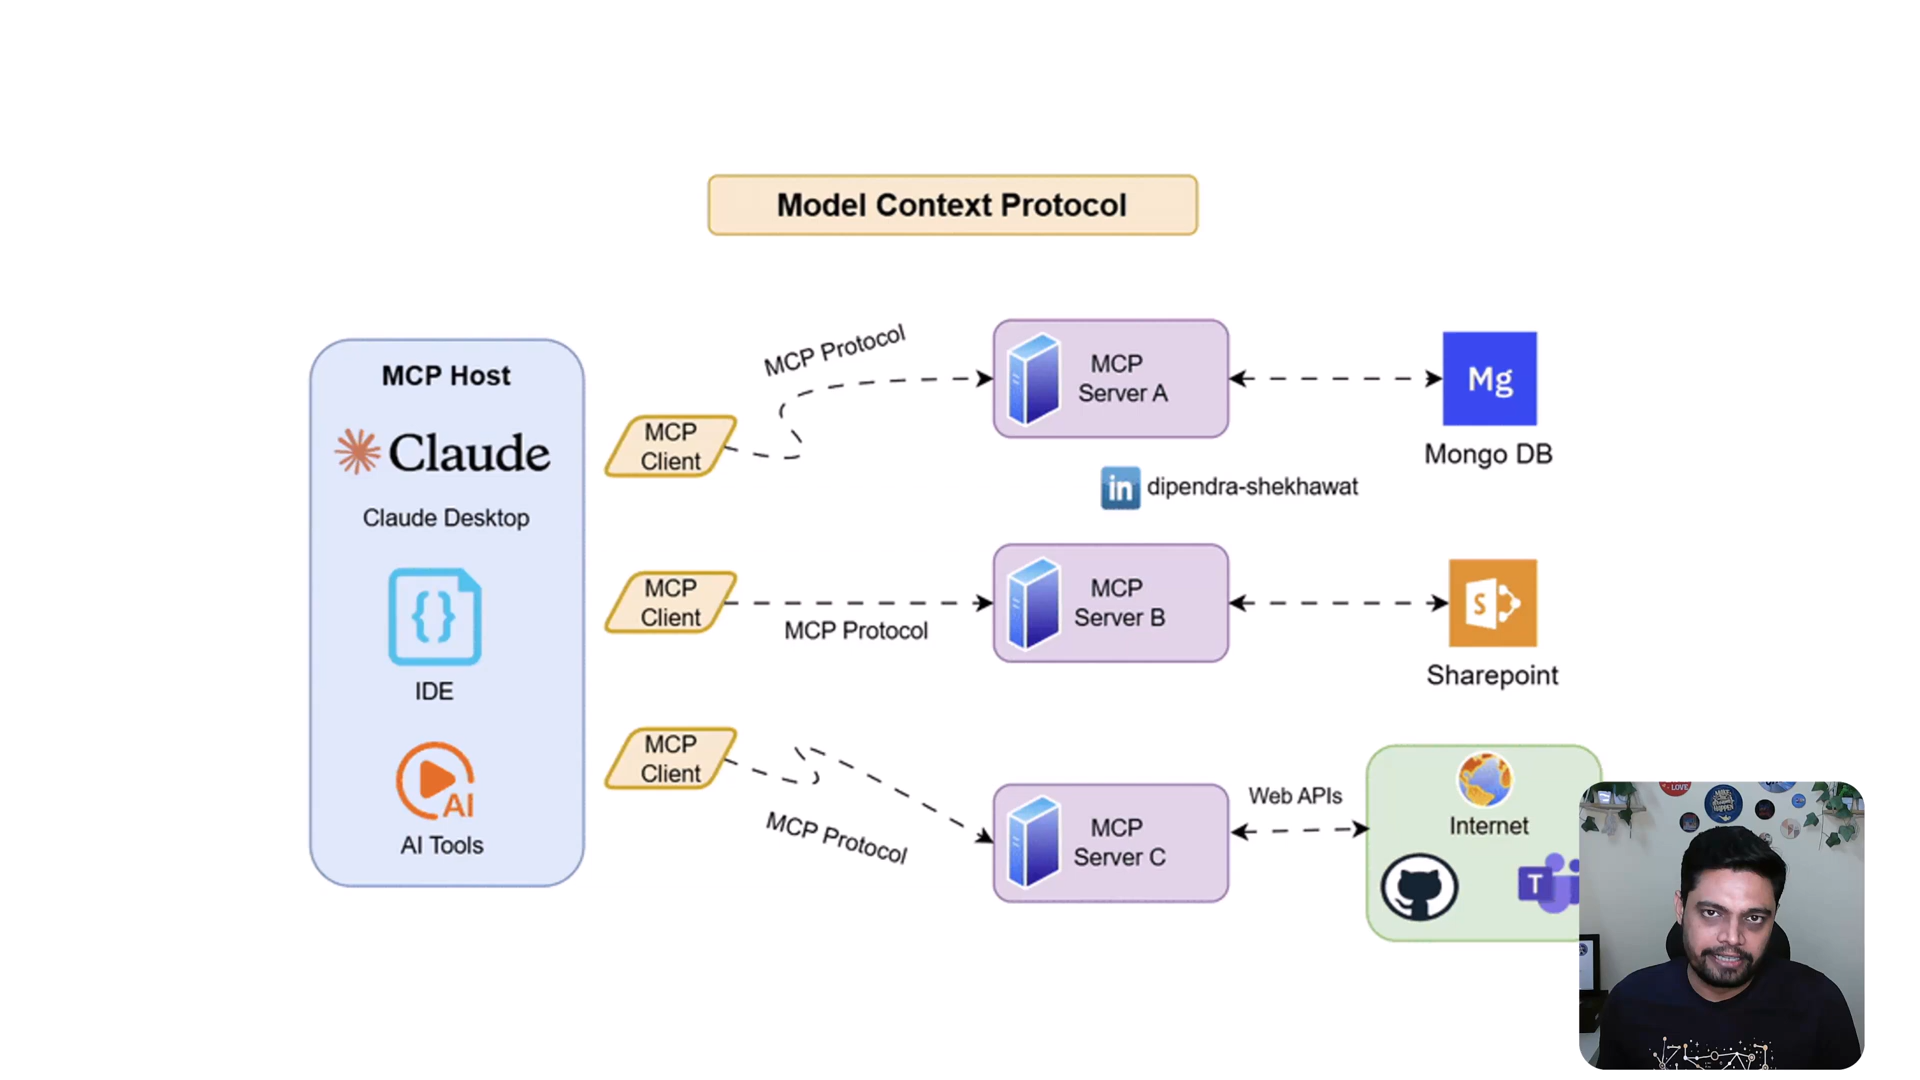 Model Context Protocol
MCP Host
Claude
Claude Desktop
IDE
AI
AI Tools
MCP
Client
MCP Protocol
MCP
Server A
Mg
Mongo DB
in dipendra-shekhawat
MCP
Client
MCP Protocol
MCP
Server B
S
Sharepoint
MCP
Client
MCP Protocol
MCP
Server C
Web APIs
Internet
T
LOVE